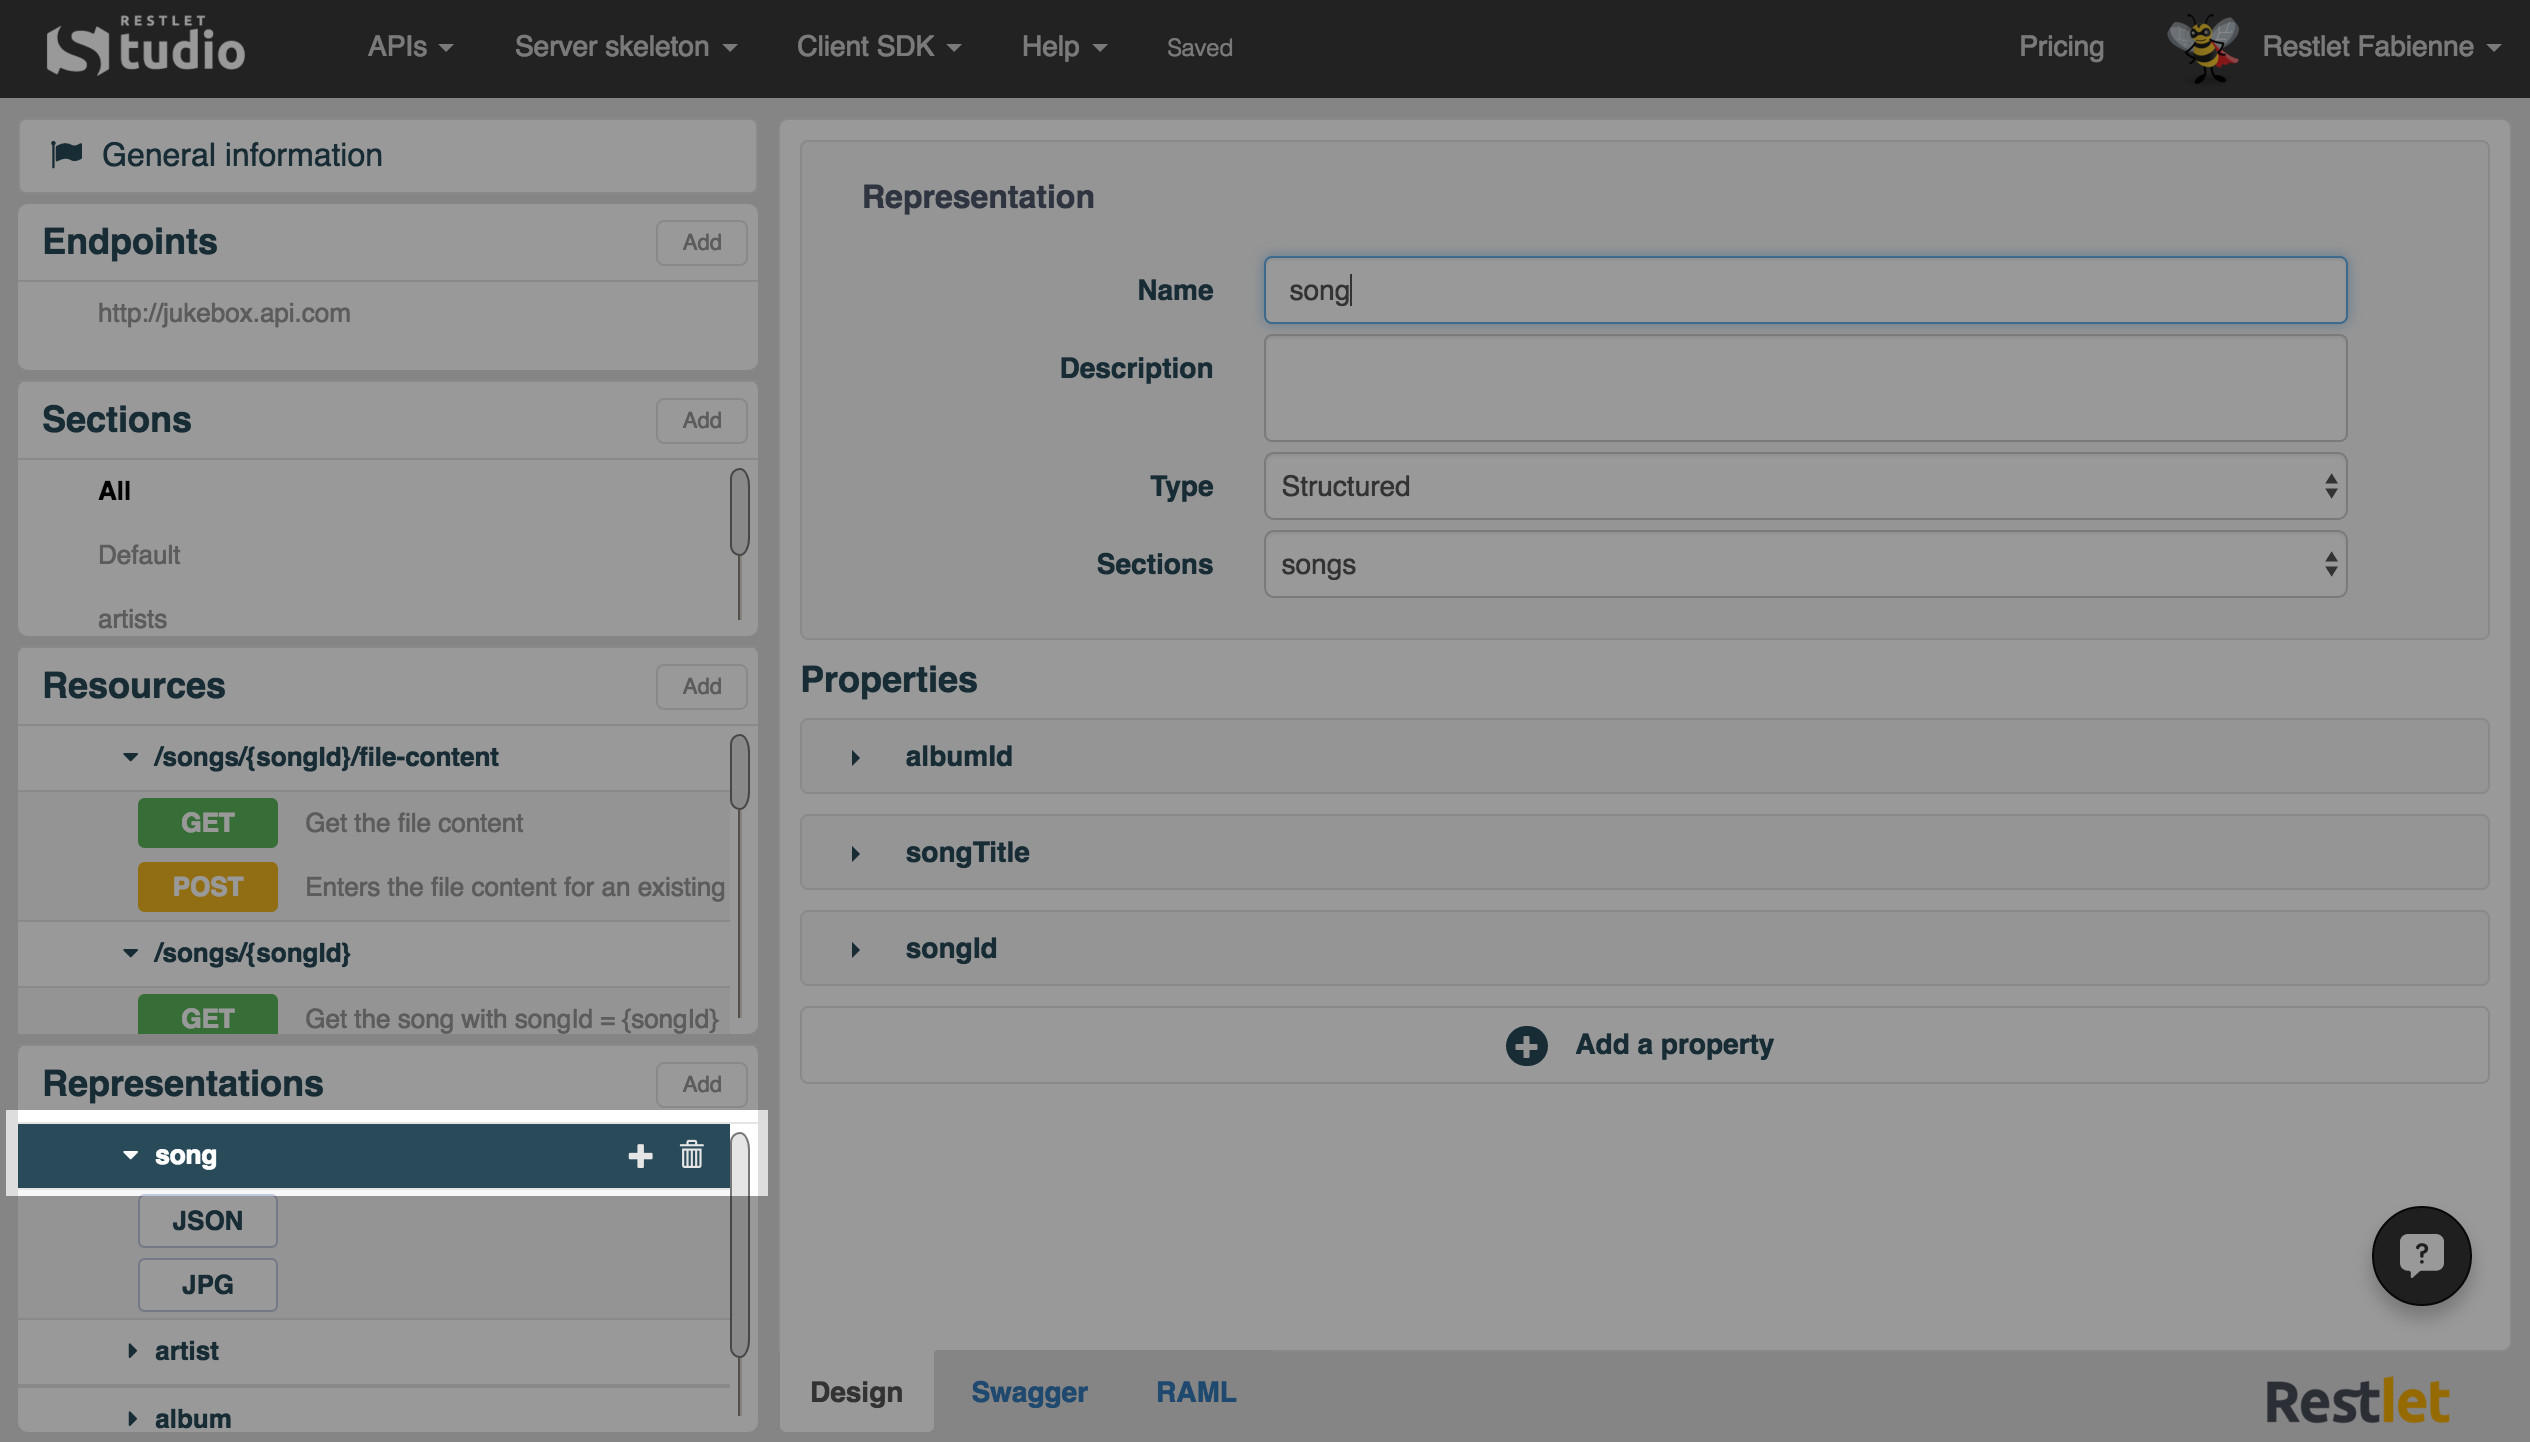 RESTLET
Studio
APIs
Server skeleton
Client SDK
Help
Saved
Pricing
Restlet Fabienne
General information
Endpoints
Add
http://jukebox.api.com
Sections
Add
All
Default
artists
Resources
Add
/songs/{songId}/file-content
GET
Get the file content
POST
Enters the file content for an existing
/songs/{songId}
GET
Get the song with songId = {songId}
Representations
Add
song
JSON
JPG
artist
album
Representation
Name
song
Description
Type
Structured
Sections
songs
Properties
albumId
songTitle
songId
Add a property
?
Design
Swagger
RAML
Restlet